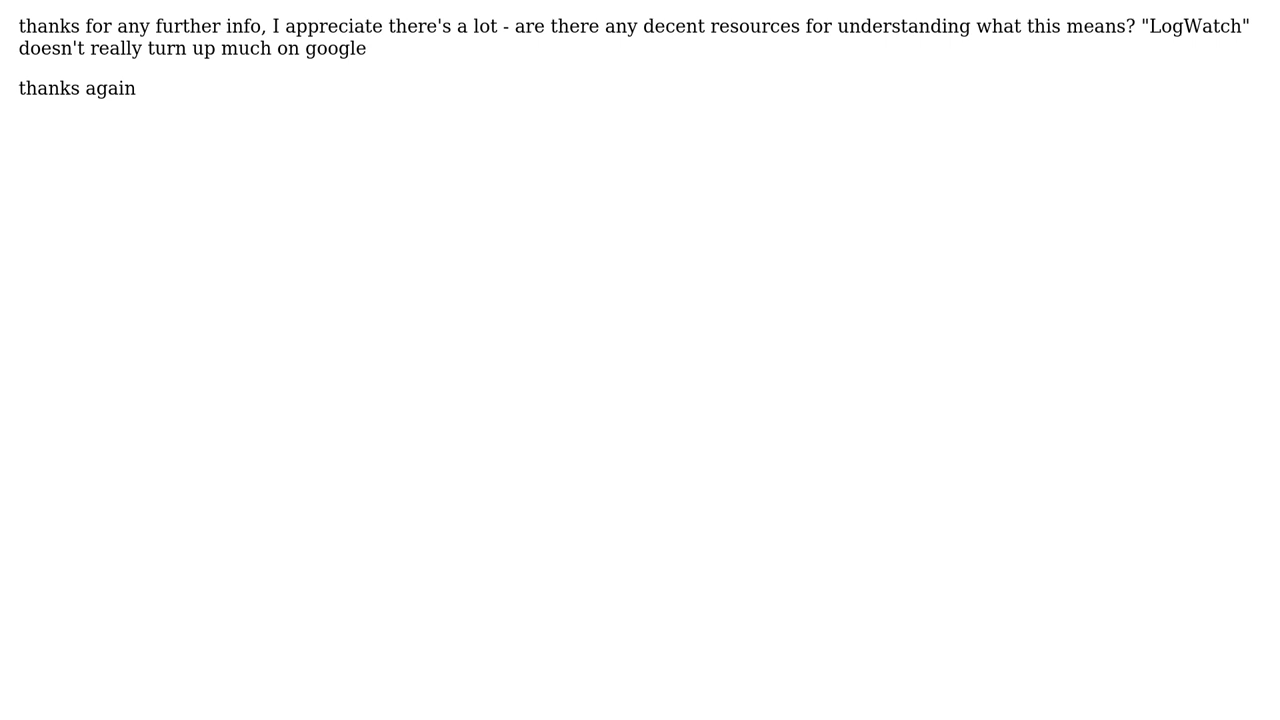 thanks for any further info, I appreciate there's a lot - are there any decent resources for understanding what this means? "LogWatch"
doesn't really turn up much on google
thanks again